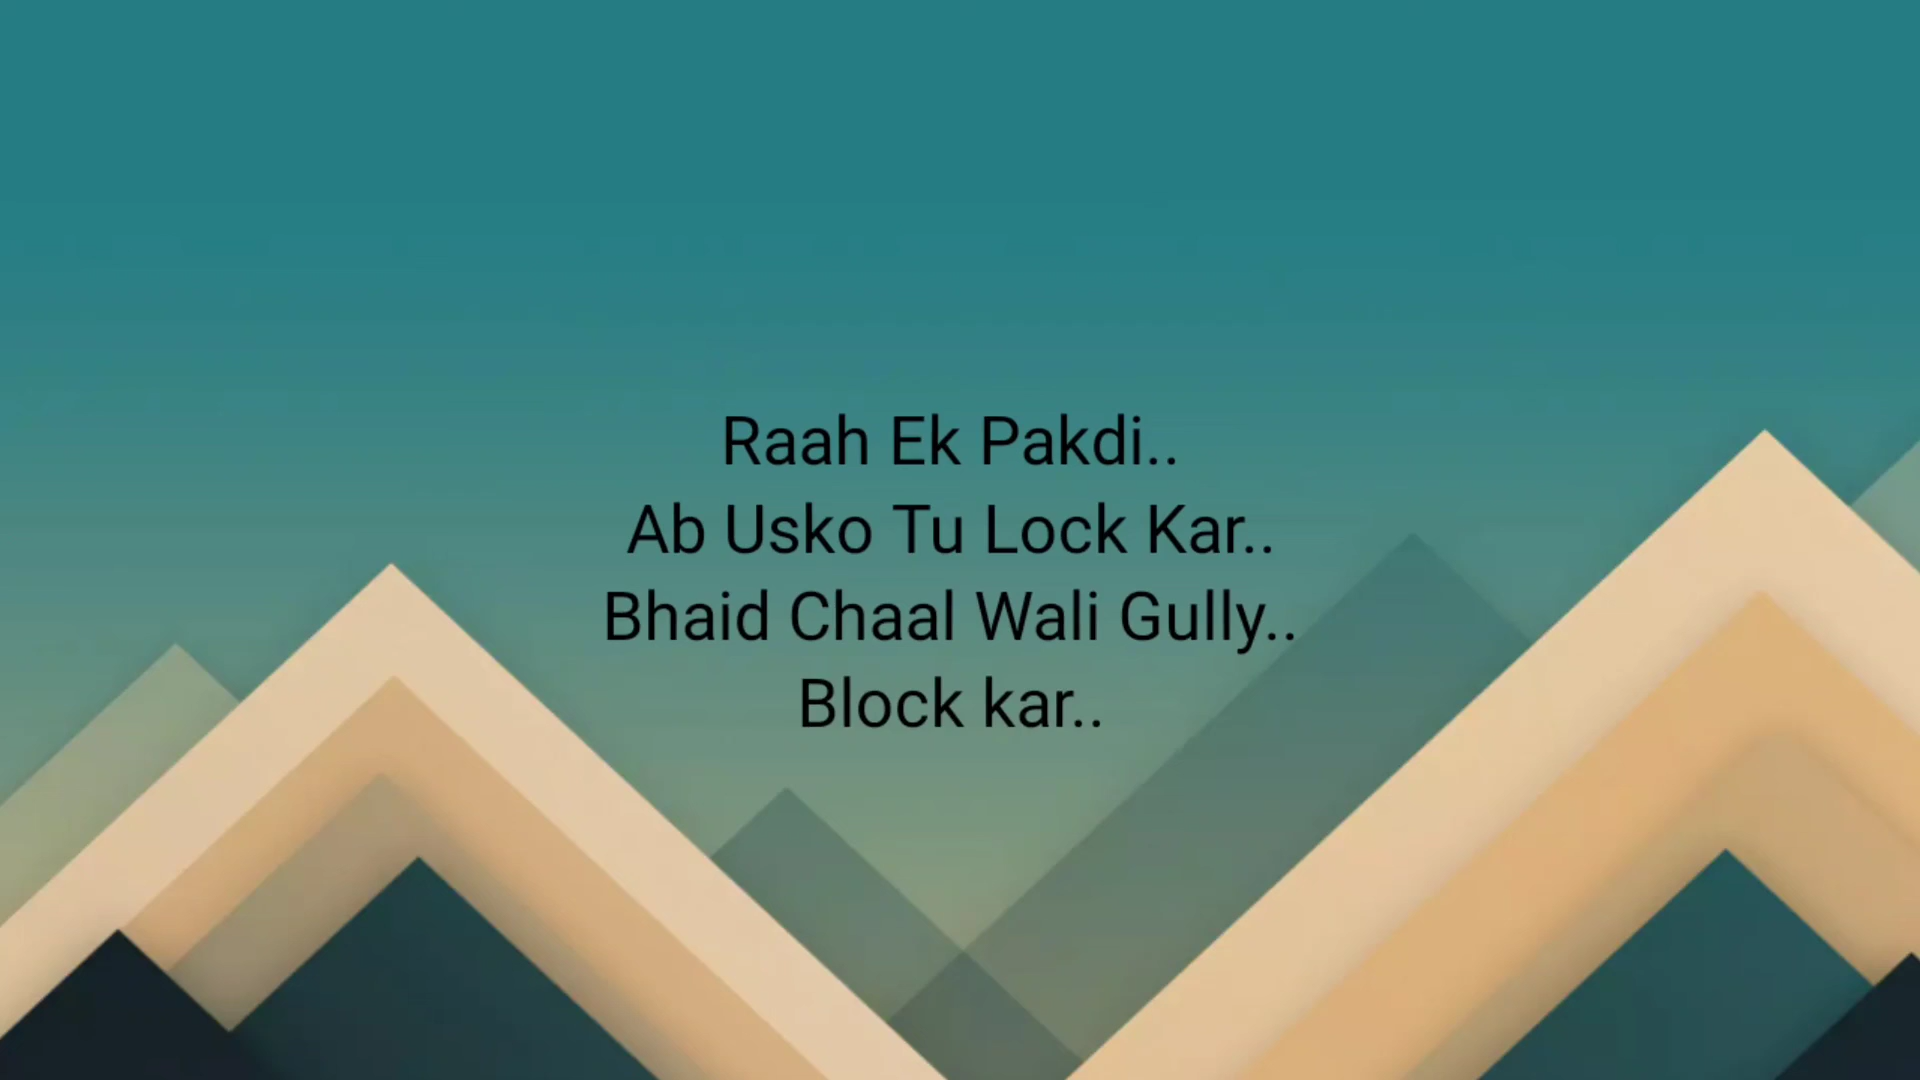 Raah Ek Pakdi..
Ab Usko Tu Lock Kar..
Bhaid Chaal Wali Gully..
Block kar..